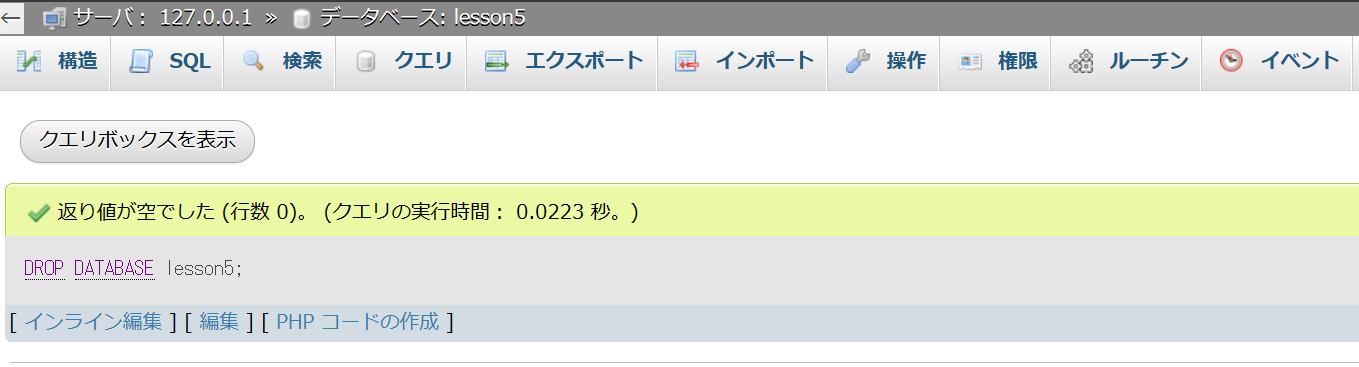 ← サーバ： 127.0.0.1 » データベース: lesson5
構造 SQL 検索 クエリ エクスポート インポート 操作 権限 ルーチン イベント
クエリボックスを表示
返り値が空でした (行数 0)。 (クエリの実行時間： 0.0223 秒。)
DROP DATABASE lesson5;
[ インライン編集 ] [ 編集 ] [ PHP コードの作成 ]